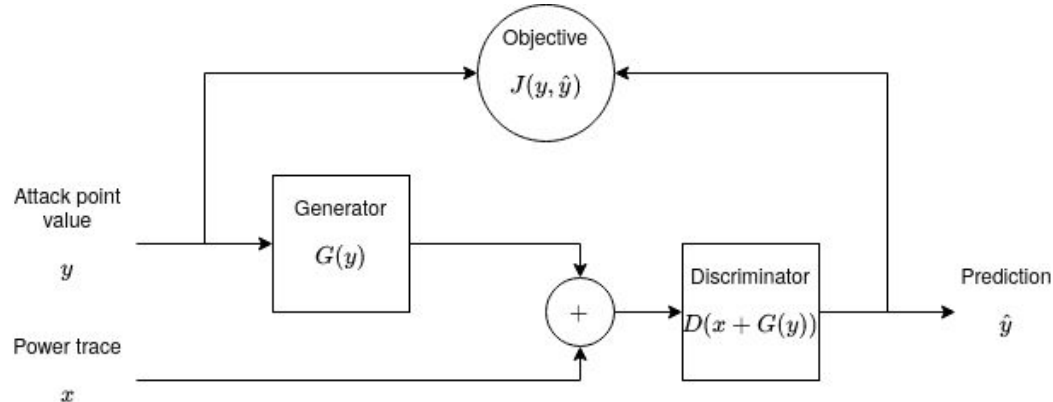 Objective
J(y, ŷ)
Attack point
value
y
Generator
G(y)
+
Discriminator
D(x + G(y))
Prediction
ŷ
Power trace
x